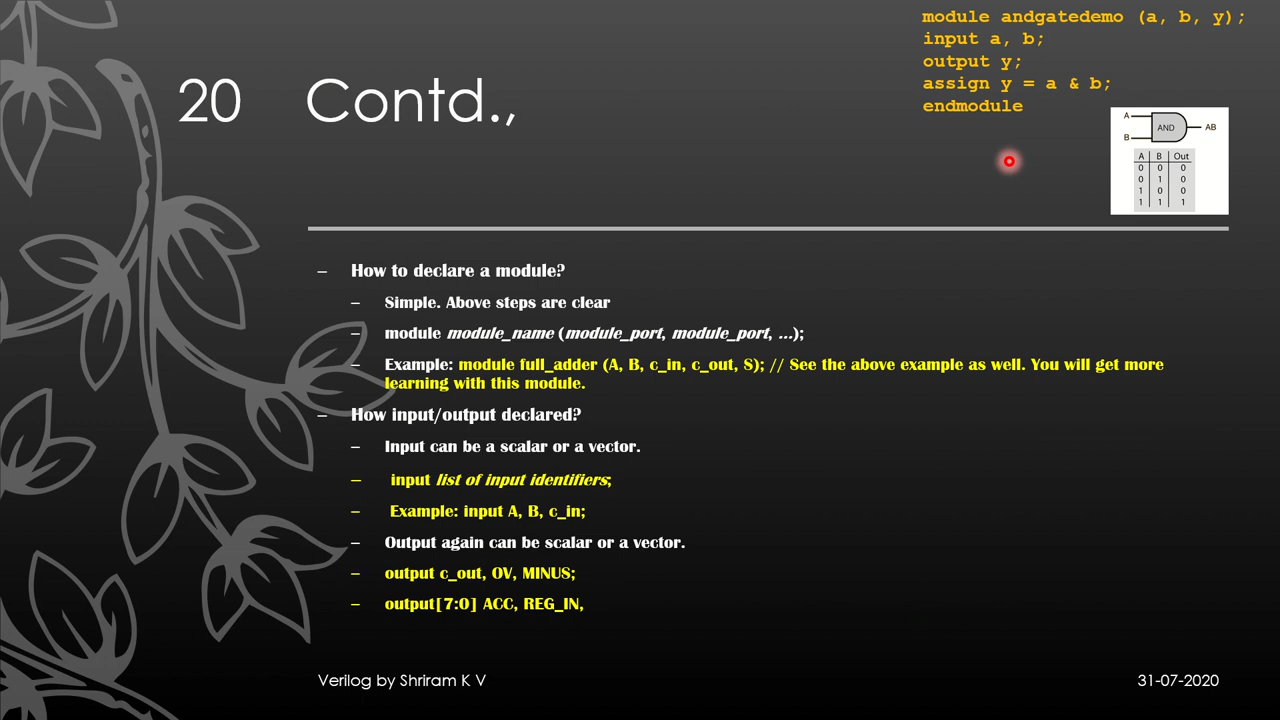 module andgatedemo (a, b, y);
input a, b;
output y;
assign y = a & b;
endmodule
20 Contd.,
A
B
AND
AB
A B Out
0 0 0
0 1 0
1 0 0
1 1 1
– How to declare a module?
– Simple. Above steps are clear
– module module_name (module_port, module_port, ...);
– Example: module full_adder (A, B, c_in, c_out, S); // See the above example as well. You will get more
learning with this module.
– How input/output declared?
– Input can be a scalar or a vector.
– input list of input identifiers;
– Example: input A, B, c_in;
– Output again can be scalar or a vector.
– output c_out, OV, MINUS;
– output[7:0] ACC, REG_IN,
Verilog by Shriram K V
31-07-2020